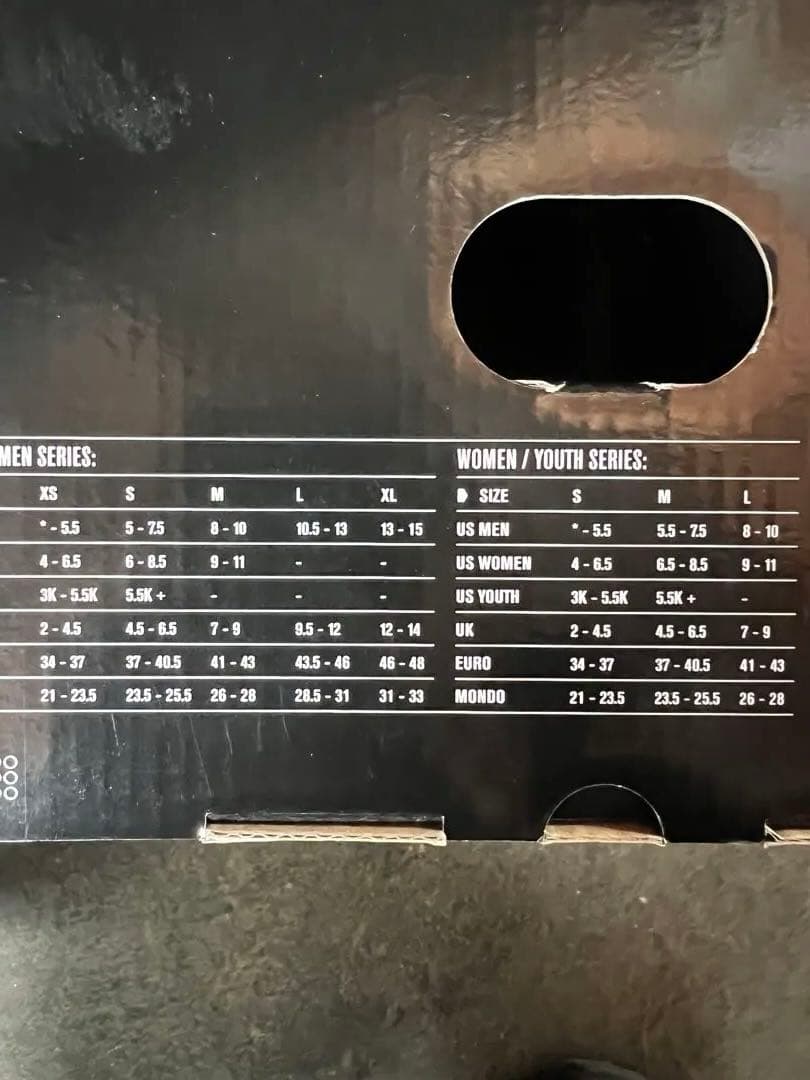 MEN SERIES:
XS S M L XL
* - 5.5 5 - 7.5 8 - 10 10.5 - 13 13 - 15
4 - 6.5 6 - 8.5 9 - 11 - -
3K - 5.5K 5.5K + - - -
2 - 4.5 4.5 - 6.5 7 - 9 9.5 - 12 12 - 14
34 - 37 37 - 40.5 41 - 43 43.5 - 46 46 - 48
21 - 23.5 23.5 - 25.5 26 - 28 28.5 - 31 31 - 33
WOMEN / YOUTH SERIES:
SIZE S M L
US MEN * - 5.5 5.5 - 7.5 8 - 10
US WOMEN 4 - 6.5 6.5 - 8.5 9 - 11
US YOUTH 3K - 5.5K 5.5K + -
UK 2 - 4.5 4.5 - 6.5 7 - 9
EURO 34 - 37 37 - 40.5 41 - 43
MONDO 21 - 23.5 23.5 - 25.5 26 - 28